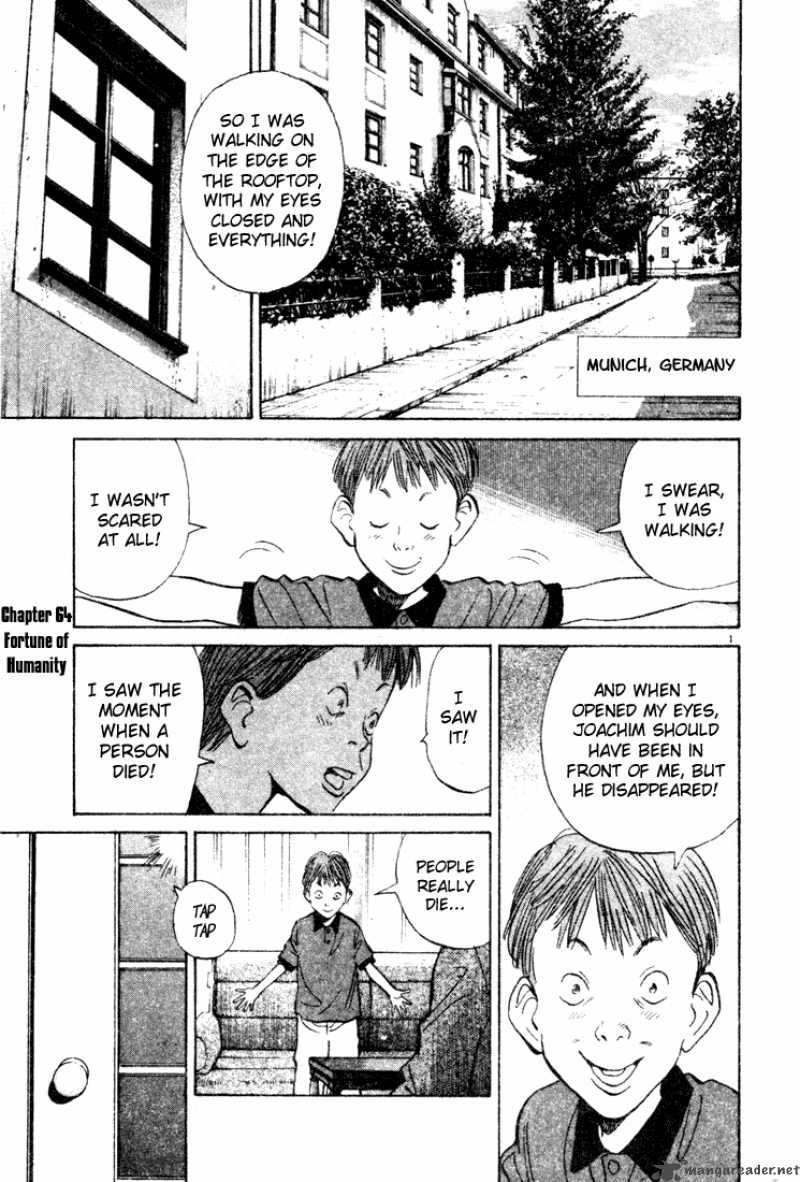 SO I WAS
WALKING ON
THE EDGE OF
THE ROOFTOP,
WITH MY EYES
CLOSED AND
EVERYTHING!
MUNICH, GERMANY
I SWEAR,
I WAS
WALKING!
I WASN'T
SCARED
AT ALL!
Chapter 64
Fortune of
Humanity
1
AND WHEN I
OPENED MY EYES,
JOACHIM SHOULD
HAVE BEEN IN
FRONT OF ME, BUT
HE DISAPPEARED!
I
SAW
IT!
I SAW THE
MOMENT
WHEN A
PERSON
DIED!
PEOPLE
REALLY
DIE...
TAP
TAP
mangareader.net